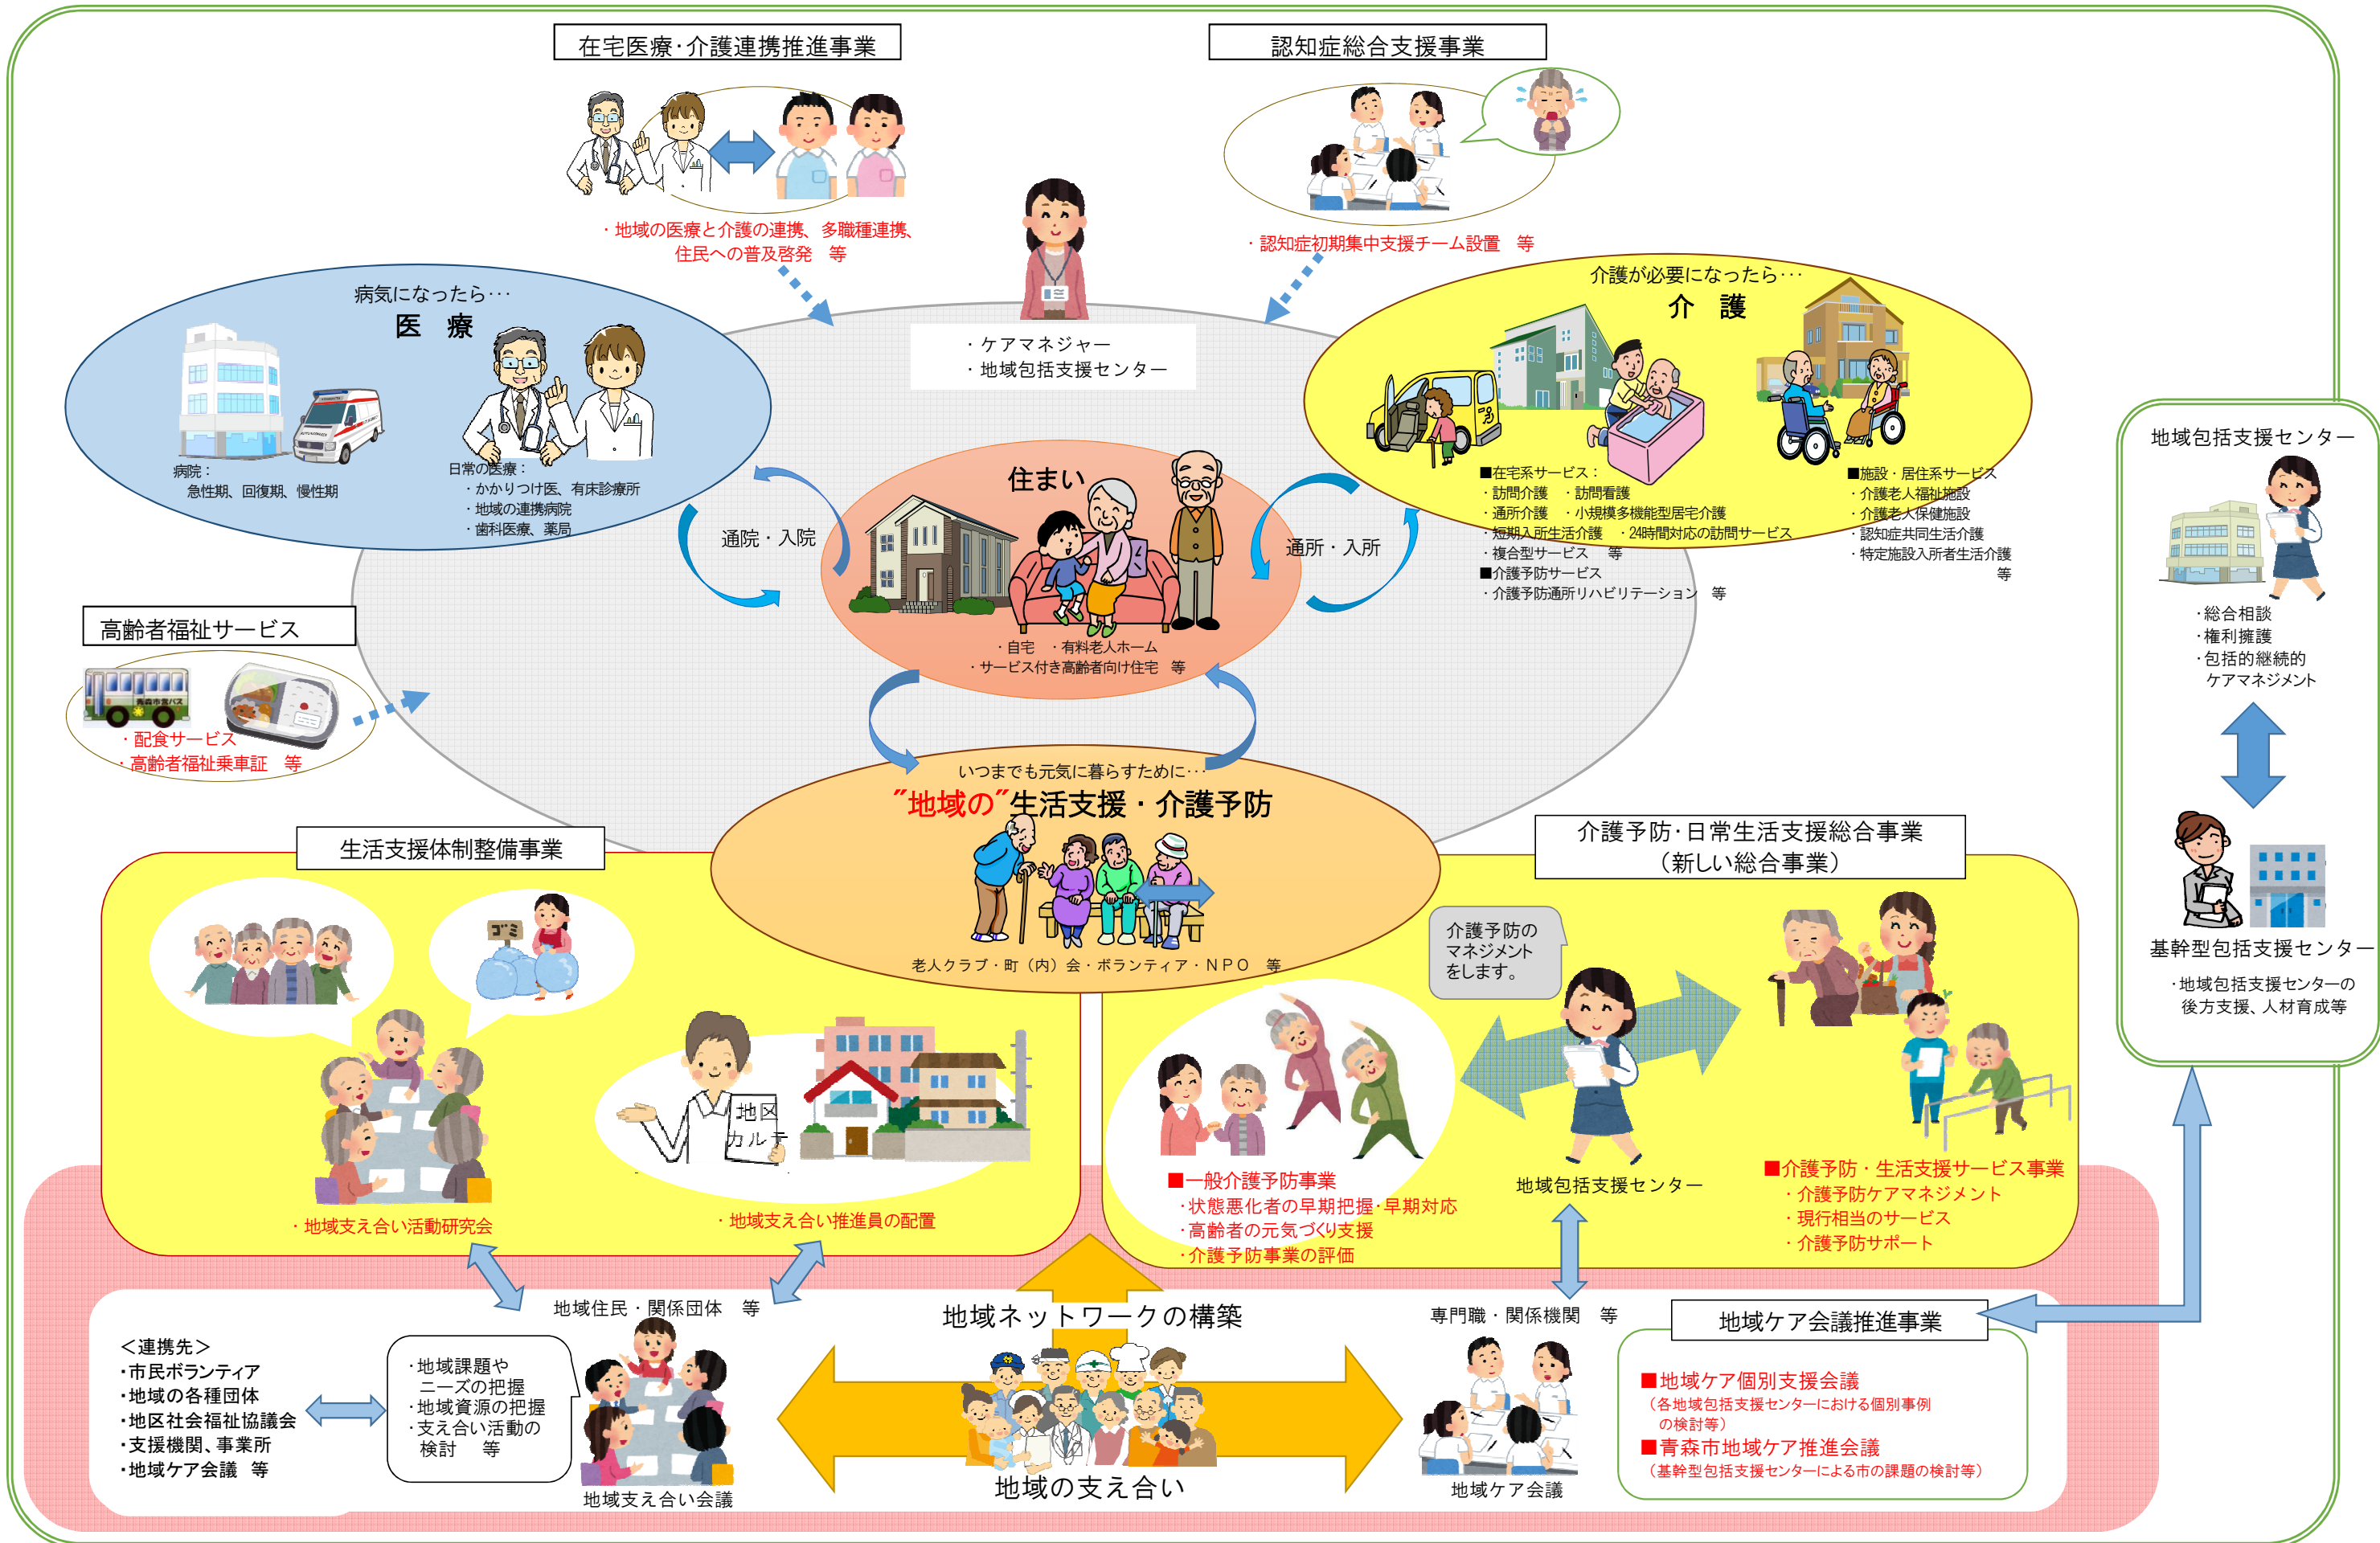 在宅医療・介護連携推進事業
認知症総合支援事業
・地域の医療と介護の連携、多職種連携、
住民への普及啓発　等
・認知症初期集中支援チーム設置　等
病気になったら…
医　療
病院：
急性期、回復期、慢性期
日常の医療：
・かかりつけ医、有床診療所
・地域の連携病院
・歯科医療、薬局
・ケアマネジャー
・地域包括支援センター
介護が必要になったら…
介　護
■在宅系サービス：
・訪問介護　・訪問看護
・通所介護　・小規模多機能型居宅介護
・短期入所生活介護　・24時間対応の訪問サービス
・複合型サービス　等
■介護予防サービス
・介護予防通所リハビリテーション　等
■施設・居住系サービス
・介護老人福祉施設
・介護老人保健施設
・認知症共同生活介護
・特定施設入所者生活介護
等
通院・入院
住まい
・自宅　・有料老人ホーム
・サービス付き高齢者向け住宅　等
通所・入所
高齢者福祉サービス
青森市営バス
・配食サービス
・高齢者福祉乗車証　等
いつまでも元気に暮らすために…
”地域の”生活支援・介護予防
老人クラブ・町（内）会・ボランティア・NPO　等
地域包括支援センター
・総合相談
・権利擁護
・包括的継続的
ケアマネジメント
基幹型包括支援センター
・地域包括支援センターの
後方支援、人材育成等
生活支援体制整備事業
ゴミ
地区
カルテ
・地域支え合い活動研究会
・地域支え合い推進員の配置
介護予防・日常生活支援総合事業
（新しい総合事業）
介護予防の
マネジメント
をします。
■一般介護予防事業
・状態悪化者の早期把握・早期対応
・高齢者の元気づくり支援
・介護予防事業の評価
地域包括支援センター
■介護予防・生活支援サービス事業
・介護予防ケアマネジメント
・現行相当のサービス
・介護予防サポート
＜連携先＞
・市民ボランティア
・地域の各種団体
・地区社会福祉協議会
・支援機関、事業所
・地域ケア会議　等
・地域課題や
ニーズの把握
・地域資源の把握
・支え合い活動の
検討　等
地域住民・関係団体　等
地域支え合い会議
地域ネットワークの構築
地域の支え合い
専門職・関係機関　等
地域ケア会議
地域ケア会議推進事業
■地域ケア個別支援会議
（各地域包括支援センターにおける個別事例
の検討等）
■青森市地域ケア推進会議
（基幹型包括支援センターによる市の課題の検討等）